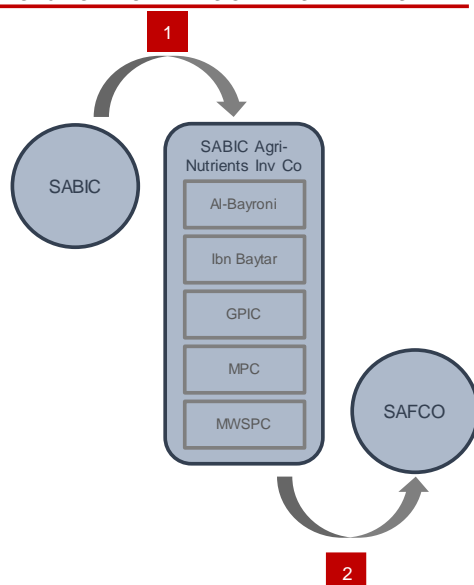 1
SABIC
SABIC Agri-
Nutrients Inv Co
Al-Bayroni
Ibn Baytar
GPIC
MPC
MWSPC
SAFCO
2